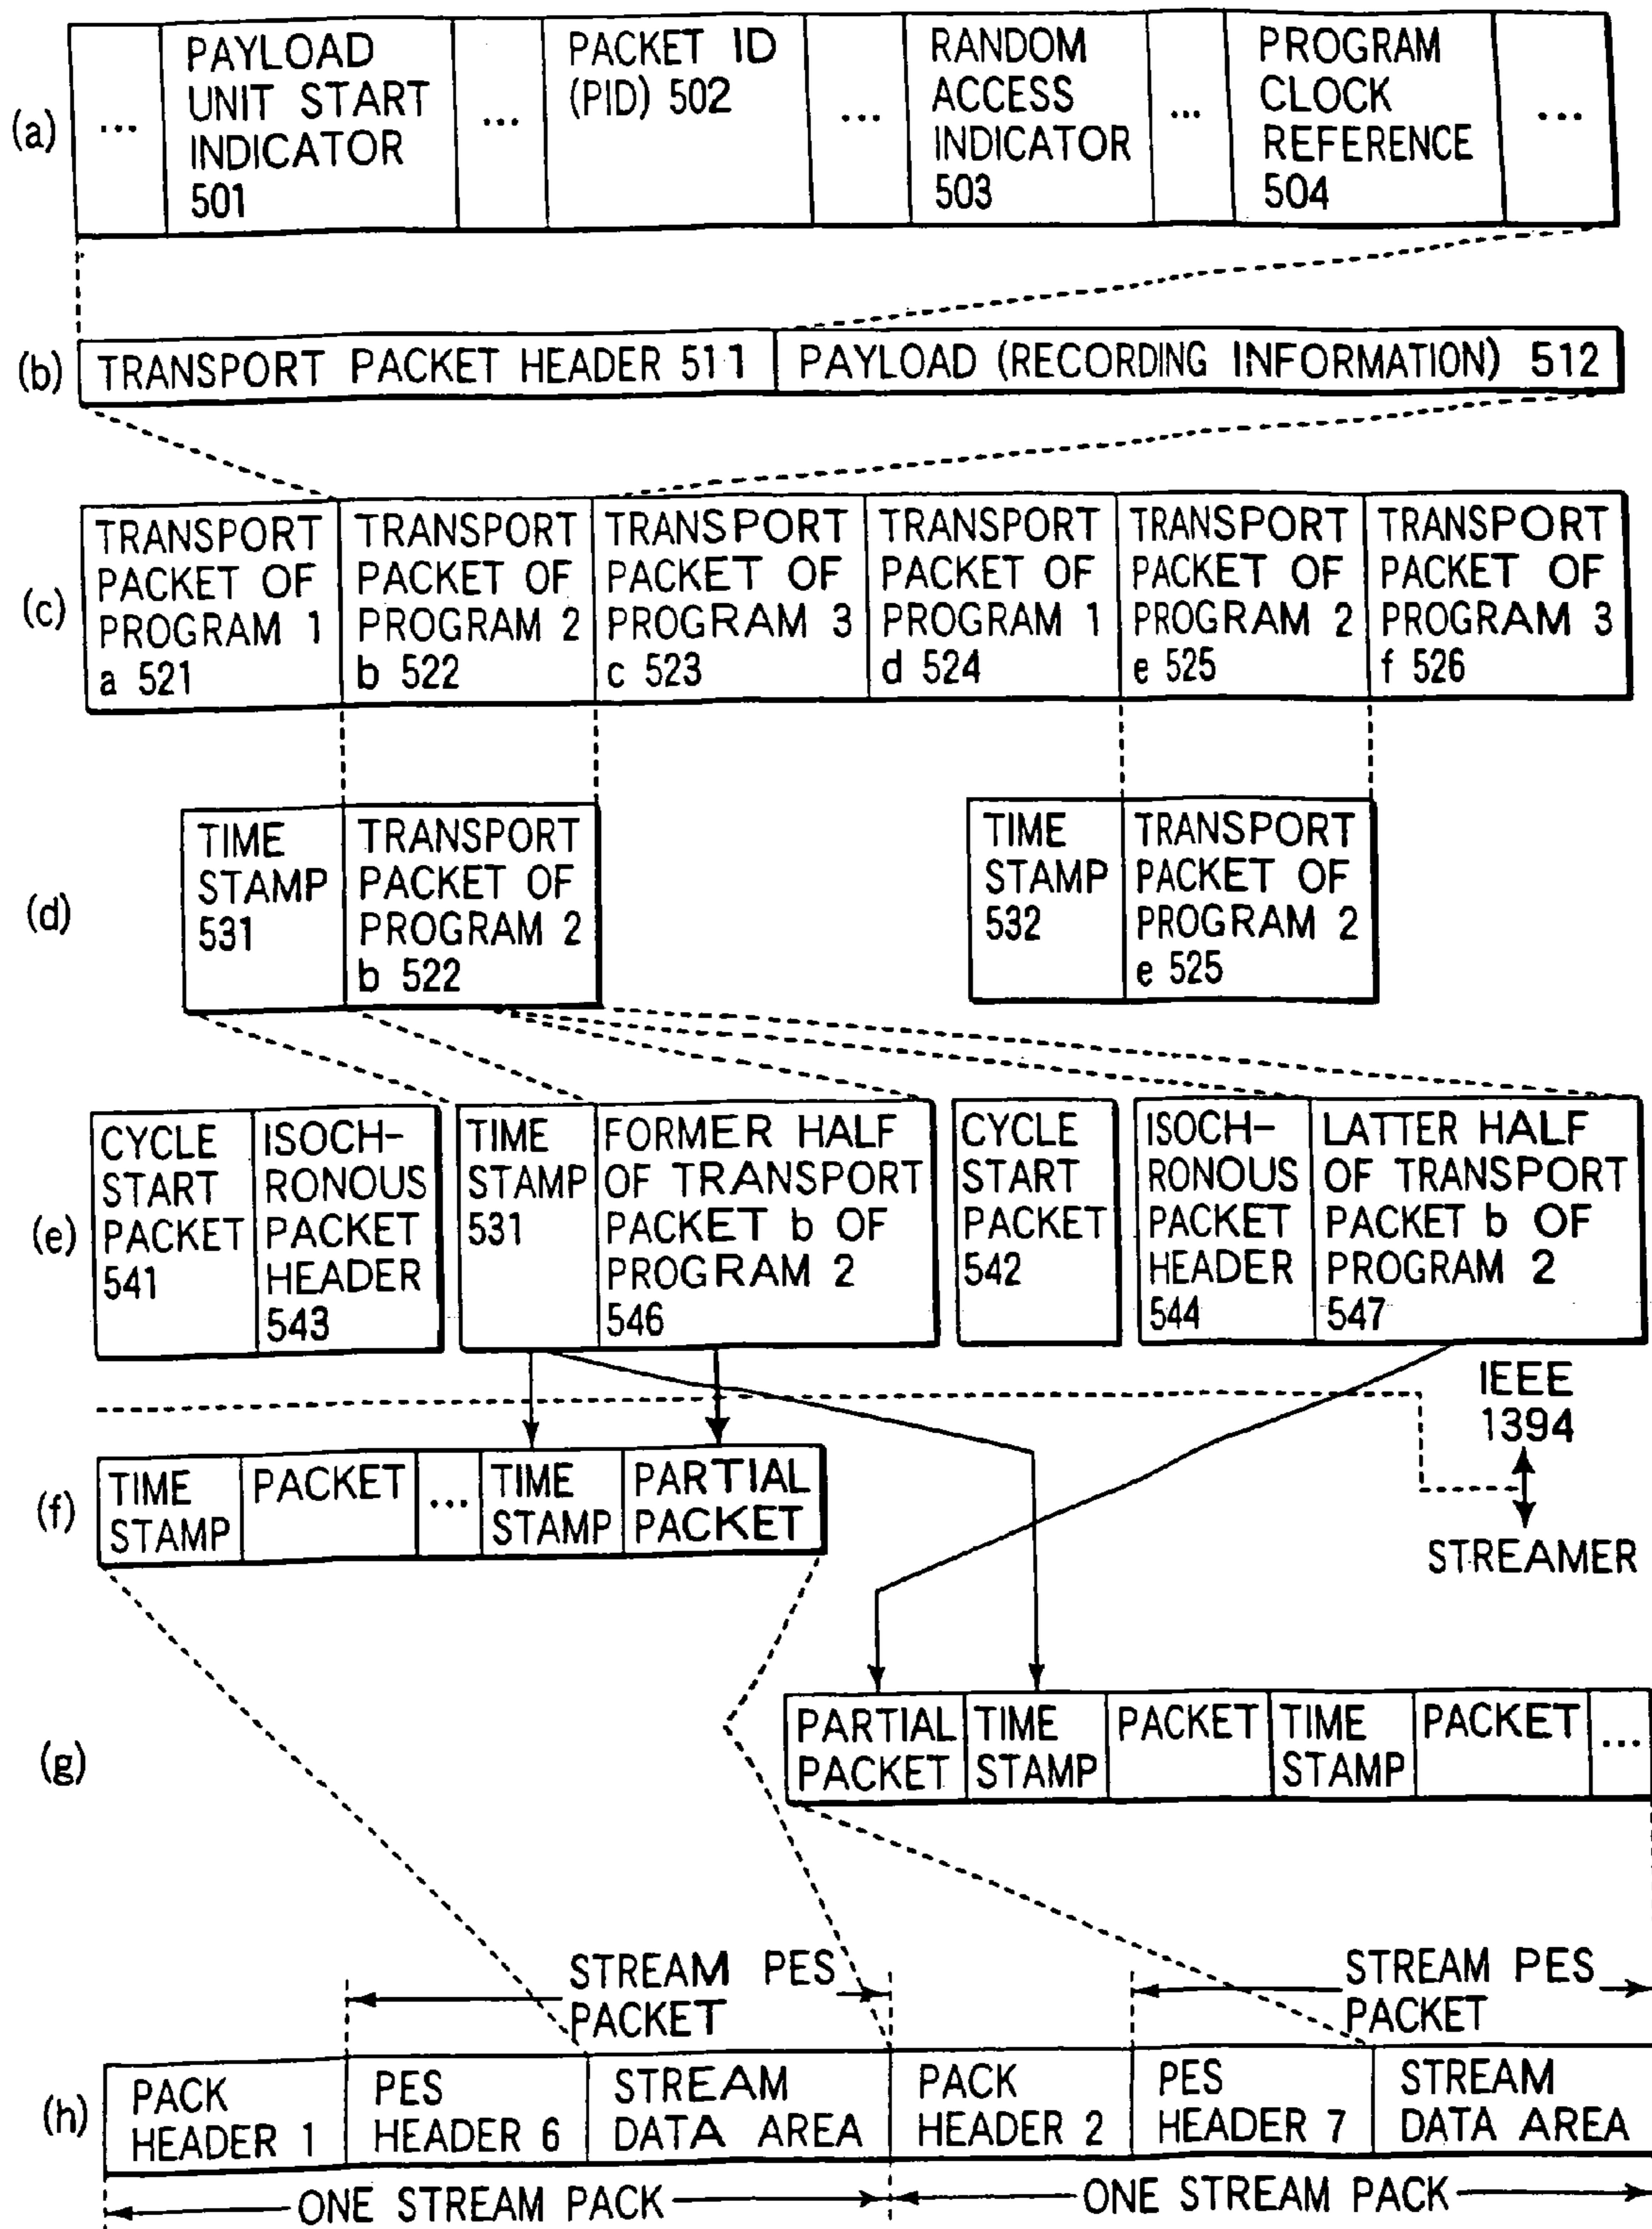 (a)
...
PAYLOAD
UNIT START
INDICATOR
501
...
PACKET ID
(PID) 502
...
RANDOM
ACCESS
INDICATOR
503
...
PROGRAM
CLOCK
REFERENCE
504
...
(b)
TRANSPORT PACKET HEADER 511
PAYLOAD (RECORDING INFORMATION) 512
(c)
TRANSPORT
PACKET OF
PROGRAM 1
a 521
TRANSPORT
PACKET OF
PROGRAM 2
b 522
TRANSPORT
PACKET OF
PROGRAM 3
c 523
TRANSPORT
PACKET OF
PROGRAM 1
d 524
TRANSPORT
PACKET OF
PROGRAM 2
e 525
TRANSPORT
PACKET OF
PROGRAM 3
f 526
(d)
TIME
STAMP
531
TRANSPORT
PACKET OF
PROGRAM 2
b 522
TIME
STAMP
532
TRANSPORT
PACKET OF
PROGRAM 2
e 525
(e)
CYCLE
START
PACKET
541
ISOCH-
RONOUS
PACKET
HEADER
543
TIME
STAMP
531
FORMER HALF
OF TRANSPORT
PACKET b OF
PROGRAM 2
546
CYCLE
START
PACKET
542
ISOCH-
RONOUS
PACKET
HEADER
544
LATTER HALF
OF TRANSPORT
PACKET b OF
PROGRAM 2
547
IEEE
1394
STREAMER
(f)
TIME
STAMP
PACKET
...
TIME
STAMP
PARTIAL
PACKET
(g)
PARTIAL
PACKET
TIME
STAMP
PACKET
TIME
STAMP
PACKET
...
STREAM PES
PACKET
STREAM PES
PACKET
(h)
PACK
HEADER 1
PES
HEADER 6
STREAM
DATA AREA
PACK
HEADER 2
PES
HEADER 7
STREAM
DATA AREA
ONE STREAM PACK
ONE STREAM PACK